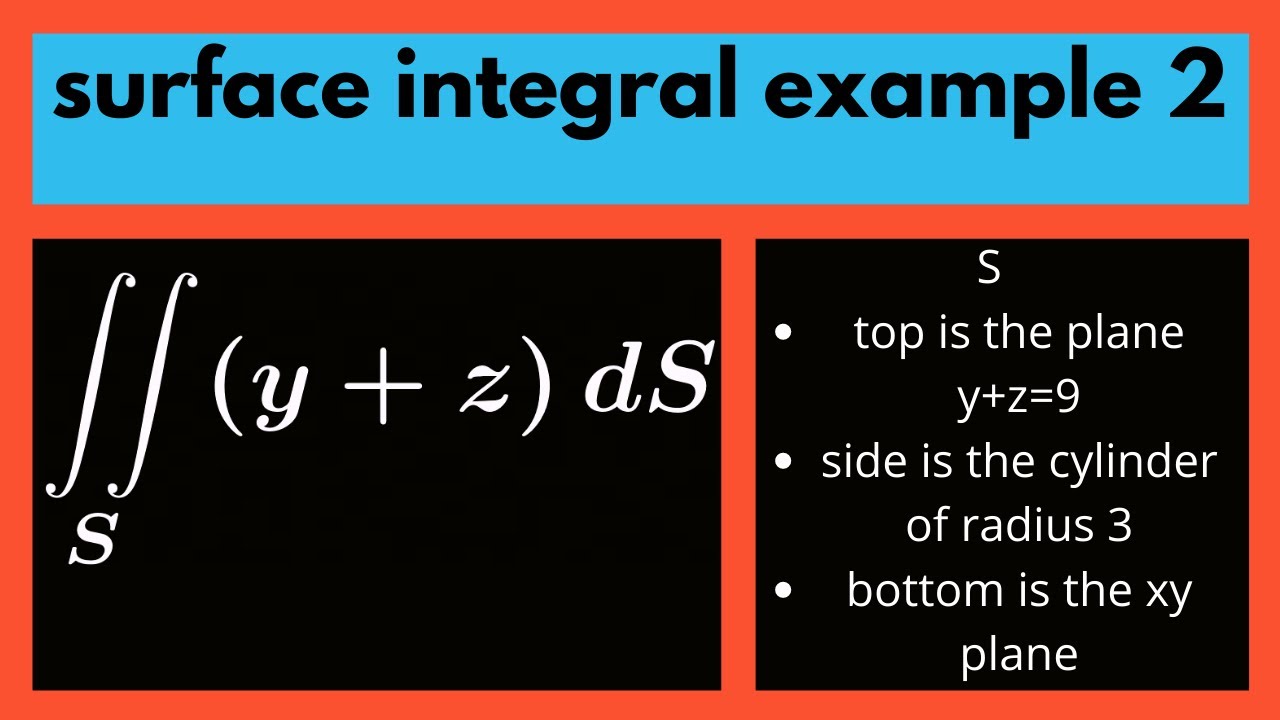 surface integral example 2
∬(y + z) dS
S
S
• top is the plane
y+z=9
• side is the cylinder
of radius 3
• bottom is the xy
plane